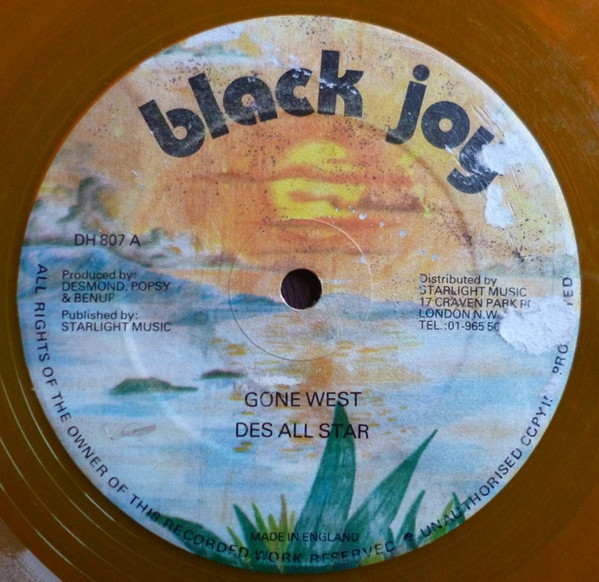 black joy
DH 807 A
Produced by:
DESMOND, POPSY
& BENUP
Published by:
STARLIGHT MUSIC
Distributed by
STARLIGHT MUSIC
17 CRAVEN PARK
LONDON N.W.
TEL.:01-965
GONE WEST
DES ALL STAR
MADE IN ENGLAND
ALL RIGHTS OF THE OWNER OF THIS RECORDED WORK RESERVED ● UNAUTHORISED